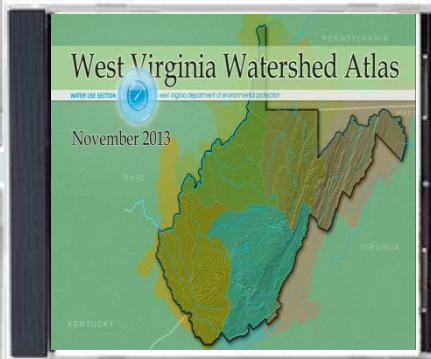 PENNSYLVANIA
West Virginia Watershed Atlas
WATER USE SECTION west virginia department of environmental protection
MAR
November 2013
OHIO
VIRGINIA
KENTUCKY